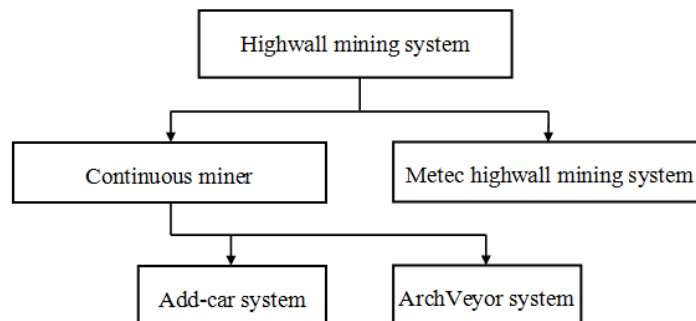 Highwall mining system
Continuous miner
Metec highwall mining system
Add-car system
ArchVeyor system